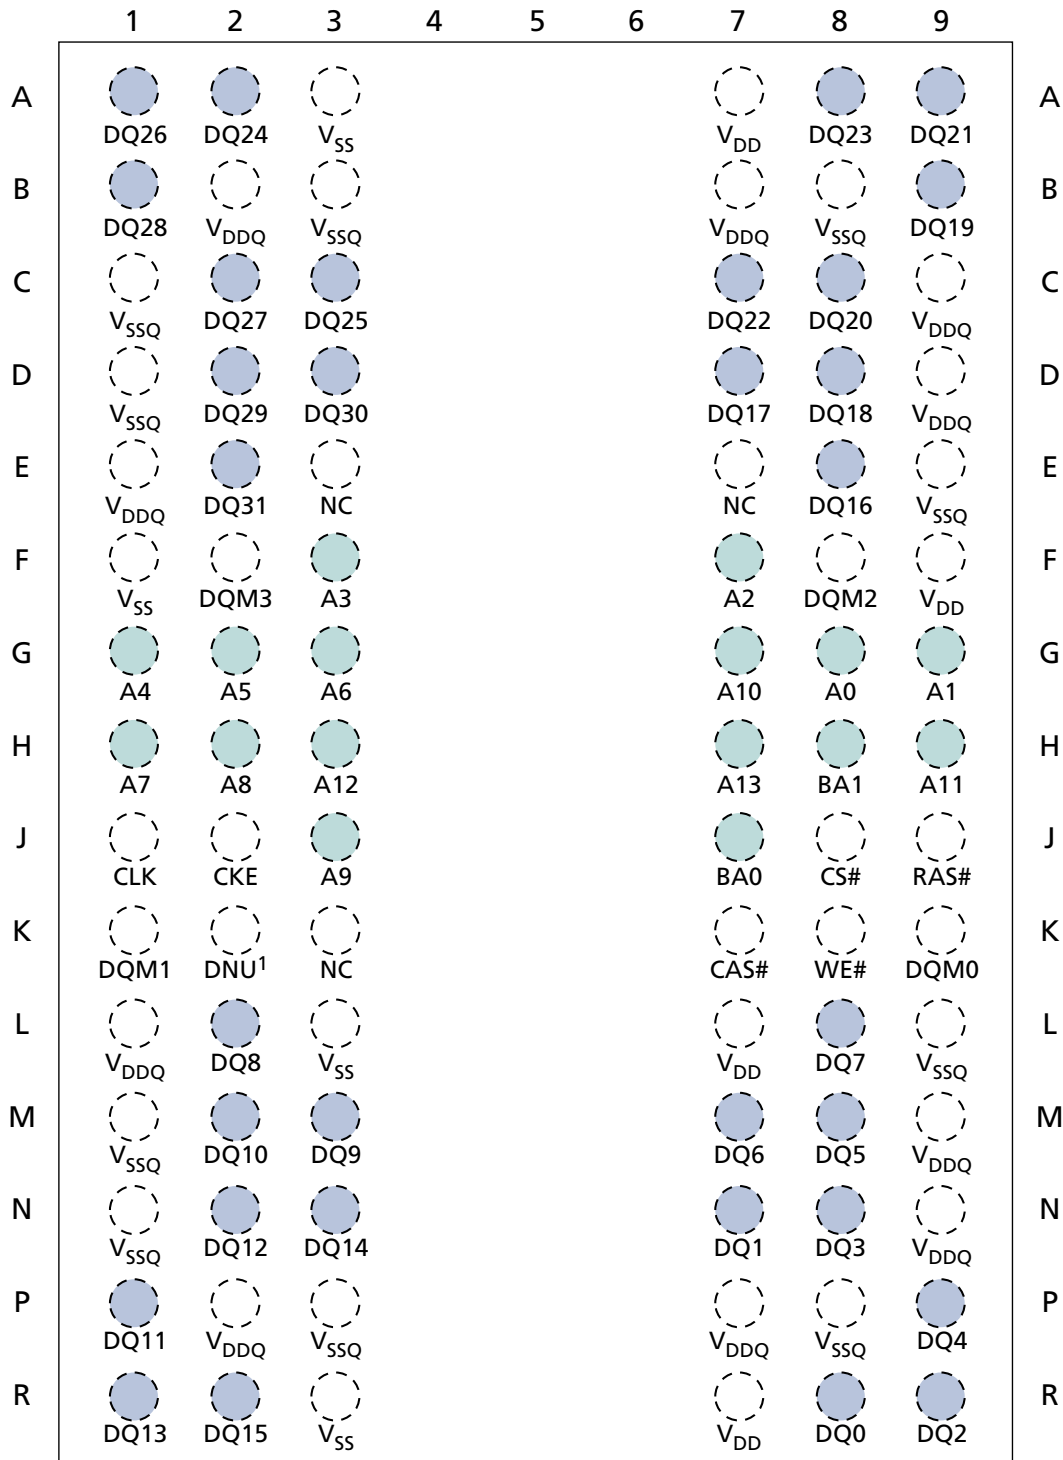 1 2 3 4 5 6 7 8 9
A A
DQ26 DQ24 VSS VDD DQ23 DQ21
B B
DQ28 VDDQ VSSQ VDDQ VSSQ DQ19
C C
VSSQ DQ27 DQ25 DQ22 DQ20 VDDQ
D D
VSSQ DQ29 DQ30 DQ17 DQ18 VDDQ
E E
VDDQ DQ31 NC NC DQ16 VSSQ
F F
VSS DQM3 A3 A2 DQM2 VDD
G G
A4 A5 A6 A10 A0 A1
H H
A7 A8 A12 A13 BA1 A11
J J
CLK CKE A9 BA0 CS# RAS#
K K
DQM1 DNU1 NC CAS# WE# DQM0
L L
VDDQ DQ8 VSS VDD DQ7 VSSQ
M M
VSSQ DQ10 DQ9 DQ6 DQ5 VDDQ
N N
VSSQ DQ12 DQ14 DQ1 DQ3 VDDQ
P P
DQ11 VDDQ VSSQ VDDQ VSSQ DQ4
R R
DQ13 DQ15 VSS VDD DQ0 DQ2